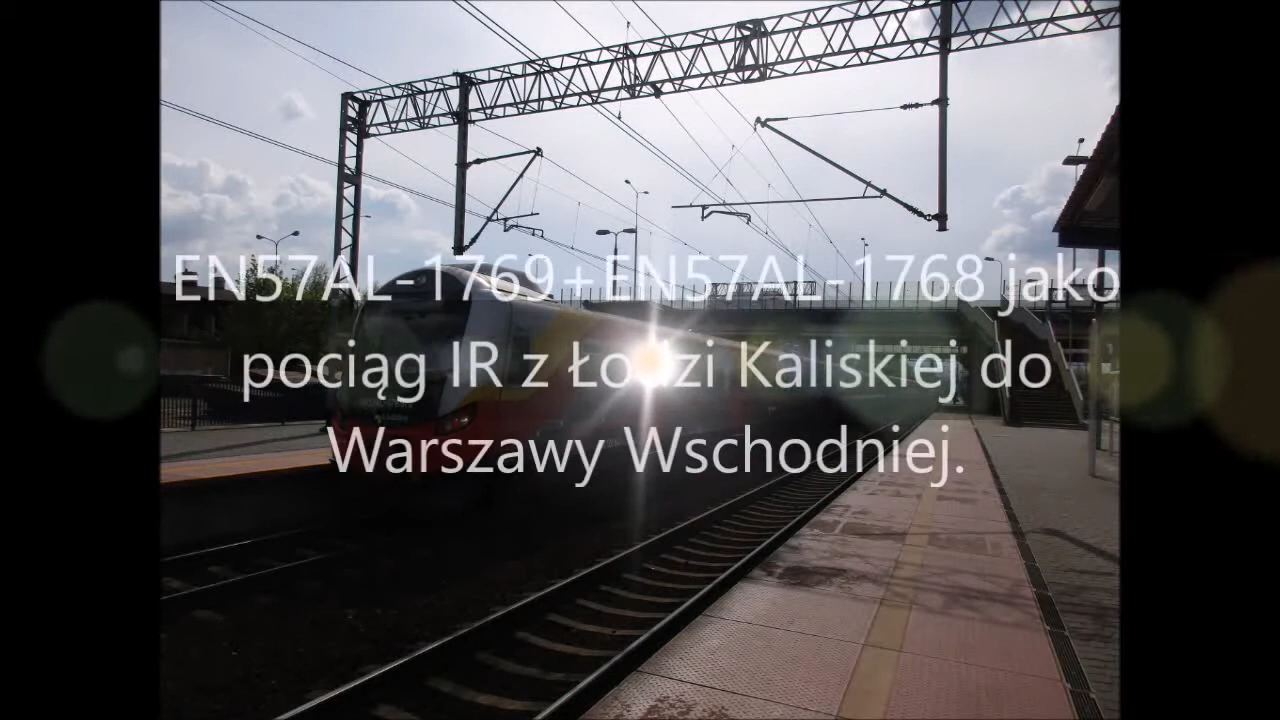 EN57AL-1769+EN57AL- 1768 jako
pociąg IR z Łodzi Kaliskiej do
Warszawy Wschodniej.